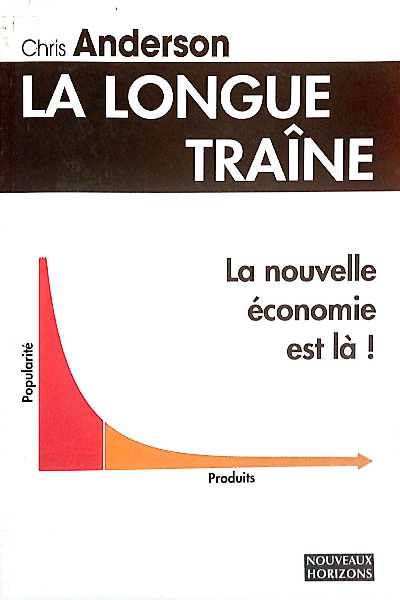 Chris Anderson
LA LONGUE
TRAÎNE
La nouvelle
économie
est là !
Popularité
Produits
NOUVEAUX
HORIZONS